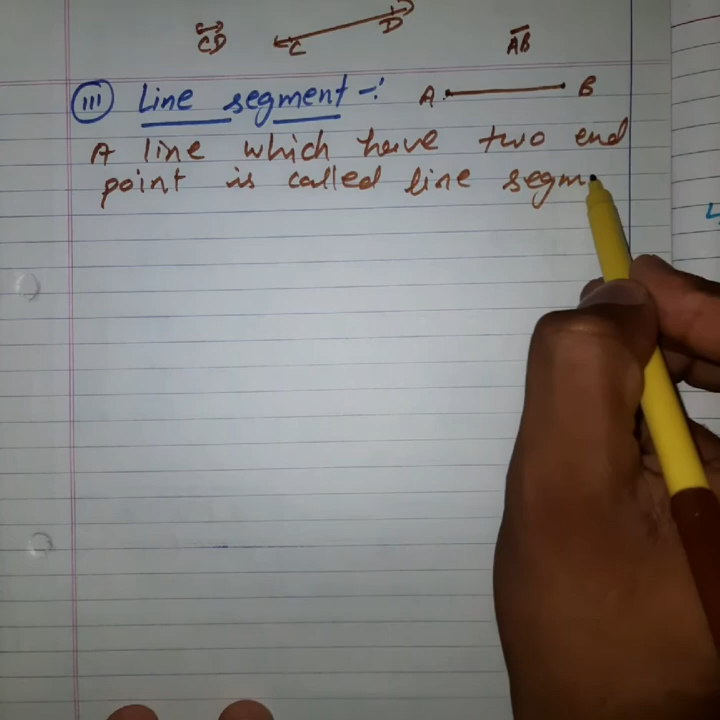 CD C D AB
(iii) Line segment -: A B
A line which have two end
point is called line segm